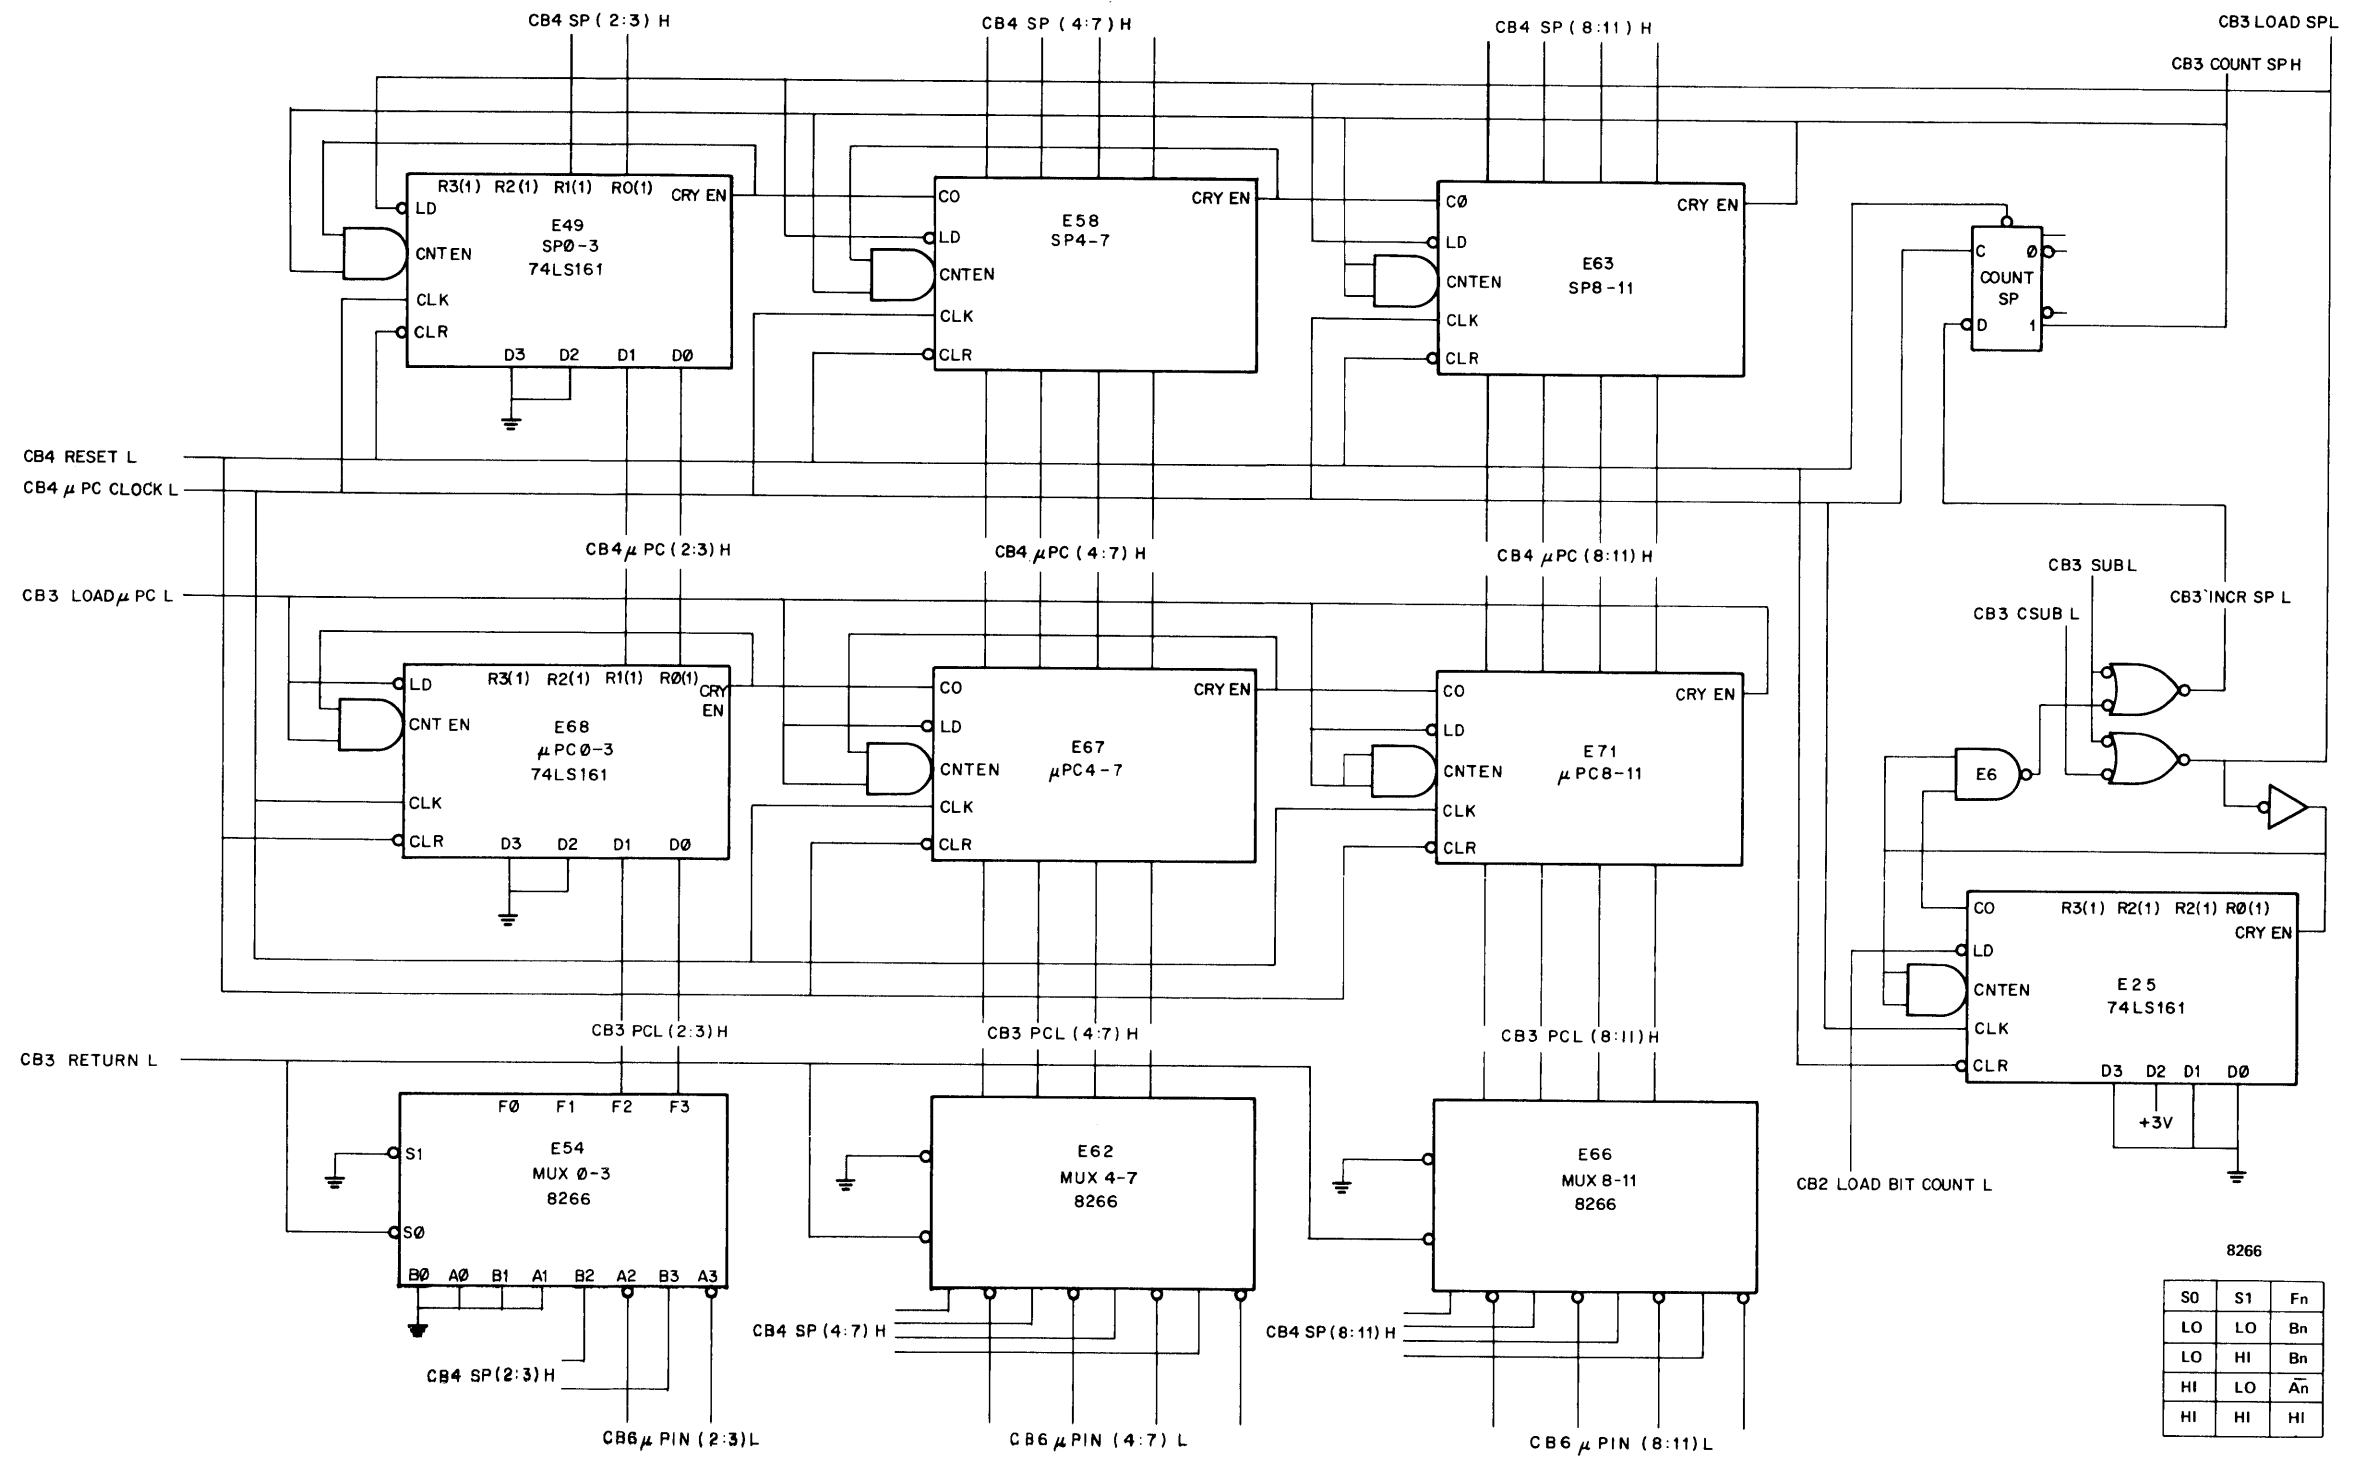 CB4 SP ( 2:3 ) H
CB4 SP ( 4:7 ) H
CB4 SP ( 8:11 ) H
CB3 LOAD SPL
CB3 COUNT SP H
R3(1) R2(1) R1(1) R0(1)
CRY EN
LD
E49
SPØ-3
74LS161
CNTEN
CLK
CLR
D3 D2 D1 DØ
CO
CRY EN
E58
SP4-7
LD
CNTEN
CLK
CLR
CØ
CRY EN
LD
E63
SP8-11
CNTEN
CLK
CLR
C Ø
COUNT
SP
D 1
CB4 RESET L
CB4 µ PC CLOCK L
CB4 µ PC (2:3) H
CB4 µPC (4:7) H
CB4 µPC (8:11) H
CB3 LOAD µ PC L
CB3 SUB L
CB3 INCR SP L
CB3 CSUB L
LD
R3(1) R2(1) R1(1) RØ(1)
CRY
EN
CNT EN
E68
µ PC Ø-3
74LS161
CLK
CLR
D3 D2 D1 DØ
CO
CRY EN
LD
E67
µPC 4-7
CNTEN
CLK
CLR
CO
CRY EN
LD
E71
µ PC8-11
CNTEN
CLK
CLR
E6
CO
R3(1) R2(1) R2(1) RØ(1)
CRY EN
LD
CNTEN
E25
74LS161
CLK
CLR
D3 D2 D1 DØ
+3V
CB3 PCL (2:3) H
CB3 PCL (4:7) H
CB3 PCL (8:11) H
CB3 RETURN L
FØ F1 F2 F3
S1
E54
MUX Ø-3
8266
SØ
BØ AØ B1 A1 B2 A2 B3 A3
E62
MUX 4-7
8266
E66
MUX 8-11
8266
CB2 LOAD BIT COUNT L
CB4 SP (2:3) H
CB4 SP (4:7) H
CB4 SP (8:11) H
CB6 µ PIN (2:3) L
CB6 µ PIN (4:7) L
CB6 µ PIN (8:11) L
8266
S0 S1 Fn
LO LO Bn
LO HI Bn
HI LO A̅n
HI HI HI